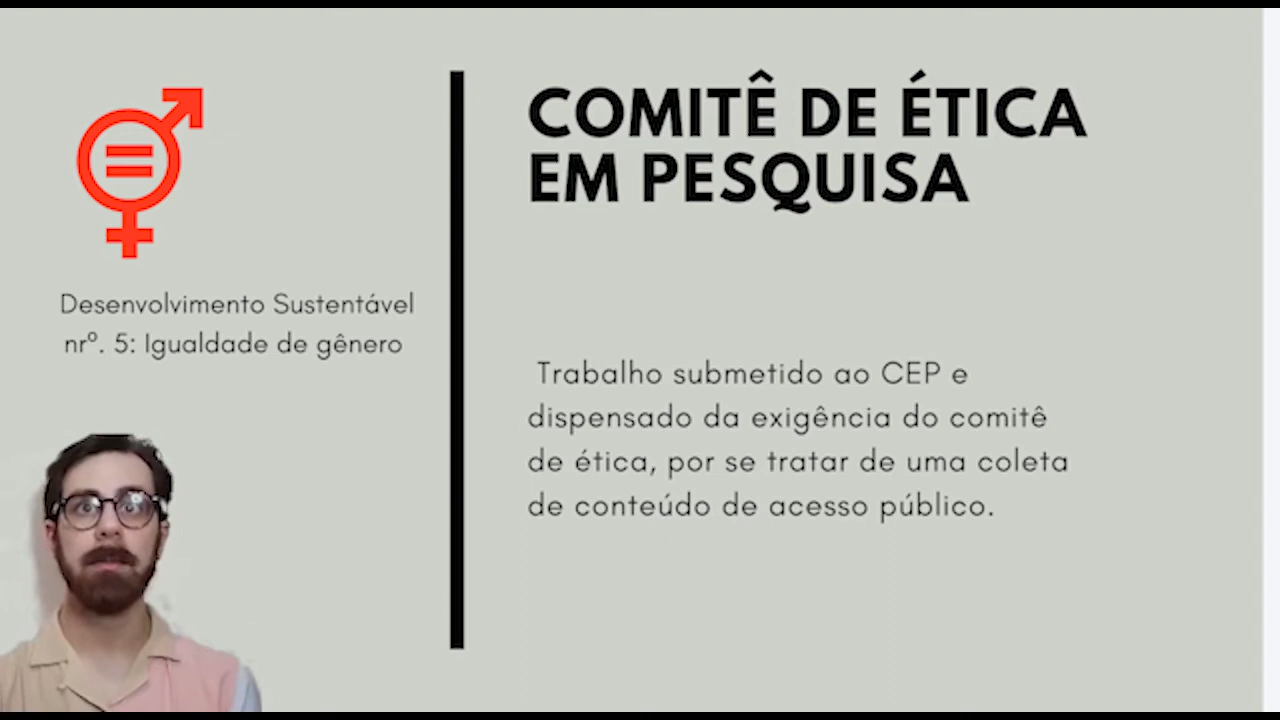 COMITÊ DE ÉTICA
EM PESQUISA
Desenvolvimento Sustentável
nrº. 5: Igualdade de gênero
Trabalho submetido ao CEP e
dispensado da exigência do comitê
de ética, por se tratar de uma coleta
de conteúdo de acesso público.